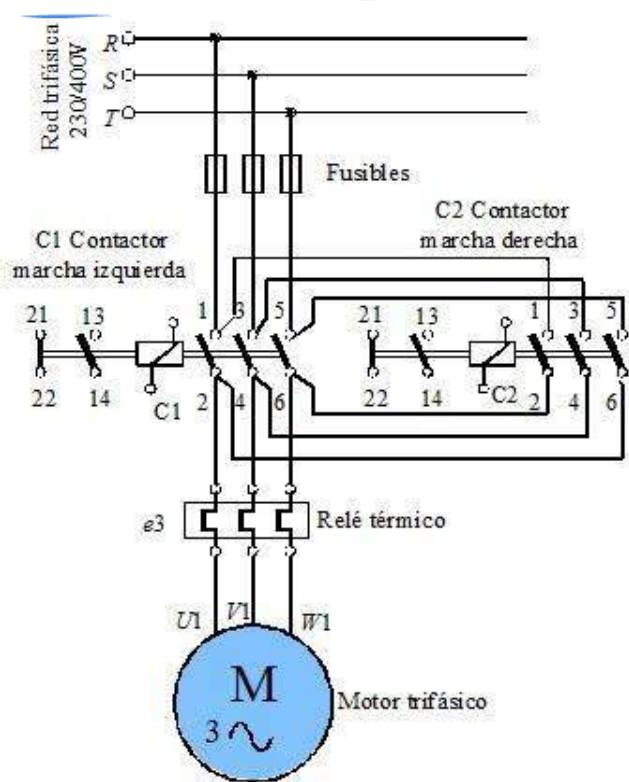 Red trifásica
230/400V
R
S
T
Fusibles
C1 Contactor
marcha izquierda
C2 Contactor
marcha derecha
21 13 1 3 5
22 14 C1 2 4 6
21 13 1 3 5
22 14 C2 2 4 6
e3
Relé térmico
U1 V1 W1
M
3
Motor trifásico